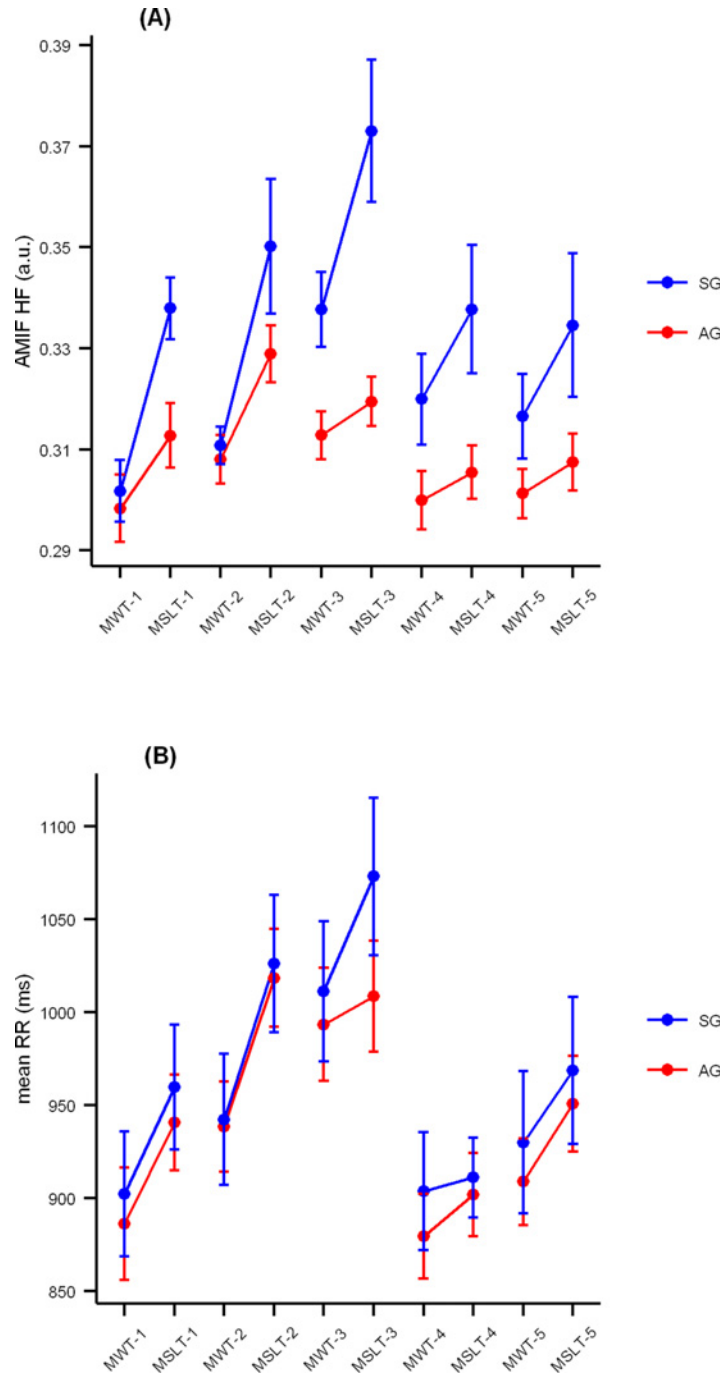 (A)
0.39
0.37
0.35
0.33
0.31
0.29
AMIF HF (a.u.)
SG
AG
MWT-1
MSLT-1
MWT-2
MSLT-2
MWT-3
MSLT-3
MWT-4
MSLT-4
MWT-5
MSLT-5
(B)
1100
1050
1000
950
900
850
mean RR (ms)
SG
AG
MWT-1
MSLT-1
MWT-2
MSLT-2
MWT-3
MSLT-3
MWT-4
MSLT-4
MWT-5
MSLT-5